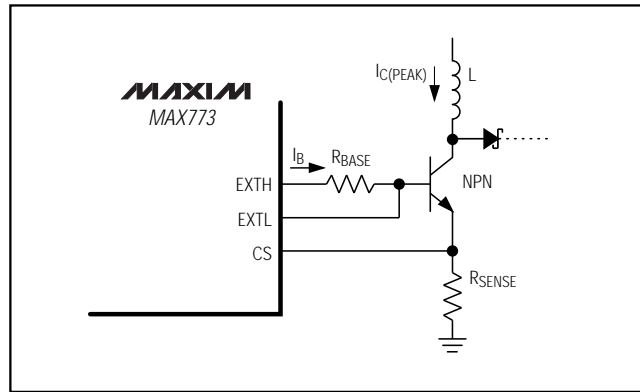 IC(PEAK)
L
MAXIM
MAX773
IB
RBASE
EXTH
NPN
EXTL
CS
RSENSE